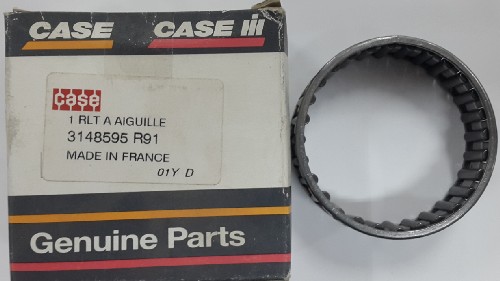 CASE CASE IH
case
1 RLT A AIGUILLE
3148595 R91
MADE IN FRANCE
01Y D
Genuine Parts